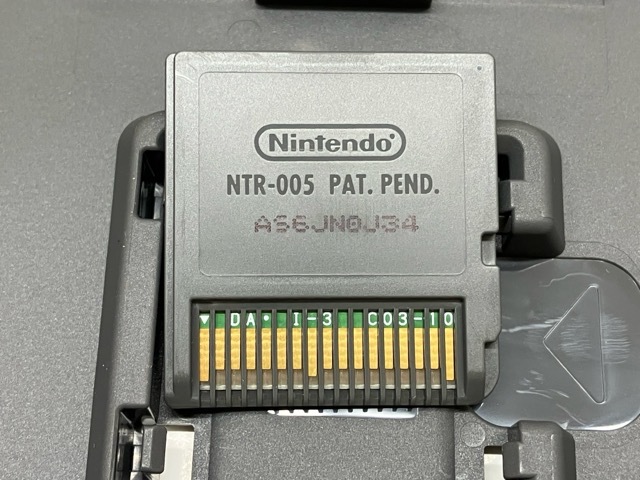 Nintendo
NTR-005 PAT. PEND.
AS6JN0J34
▼ DA• I-3 C03-10